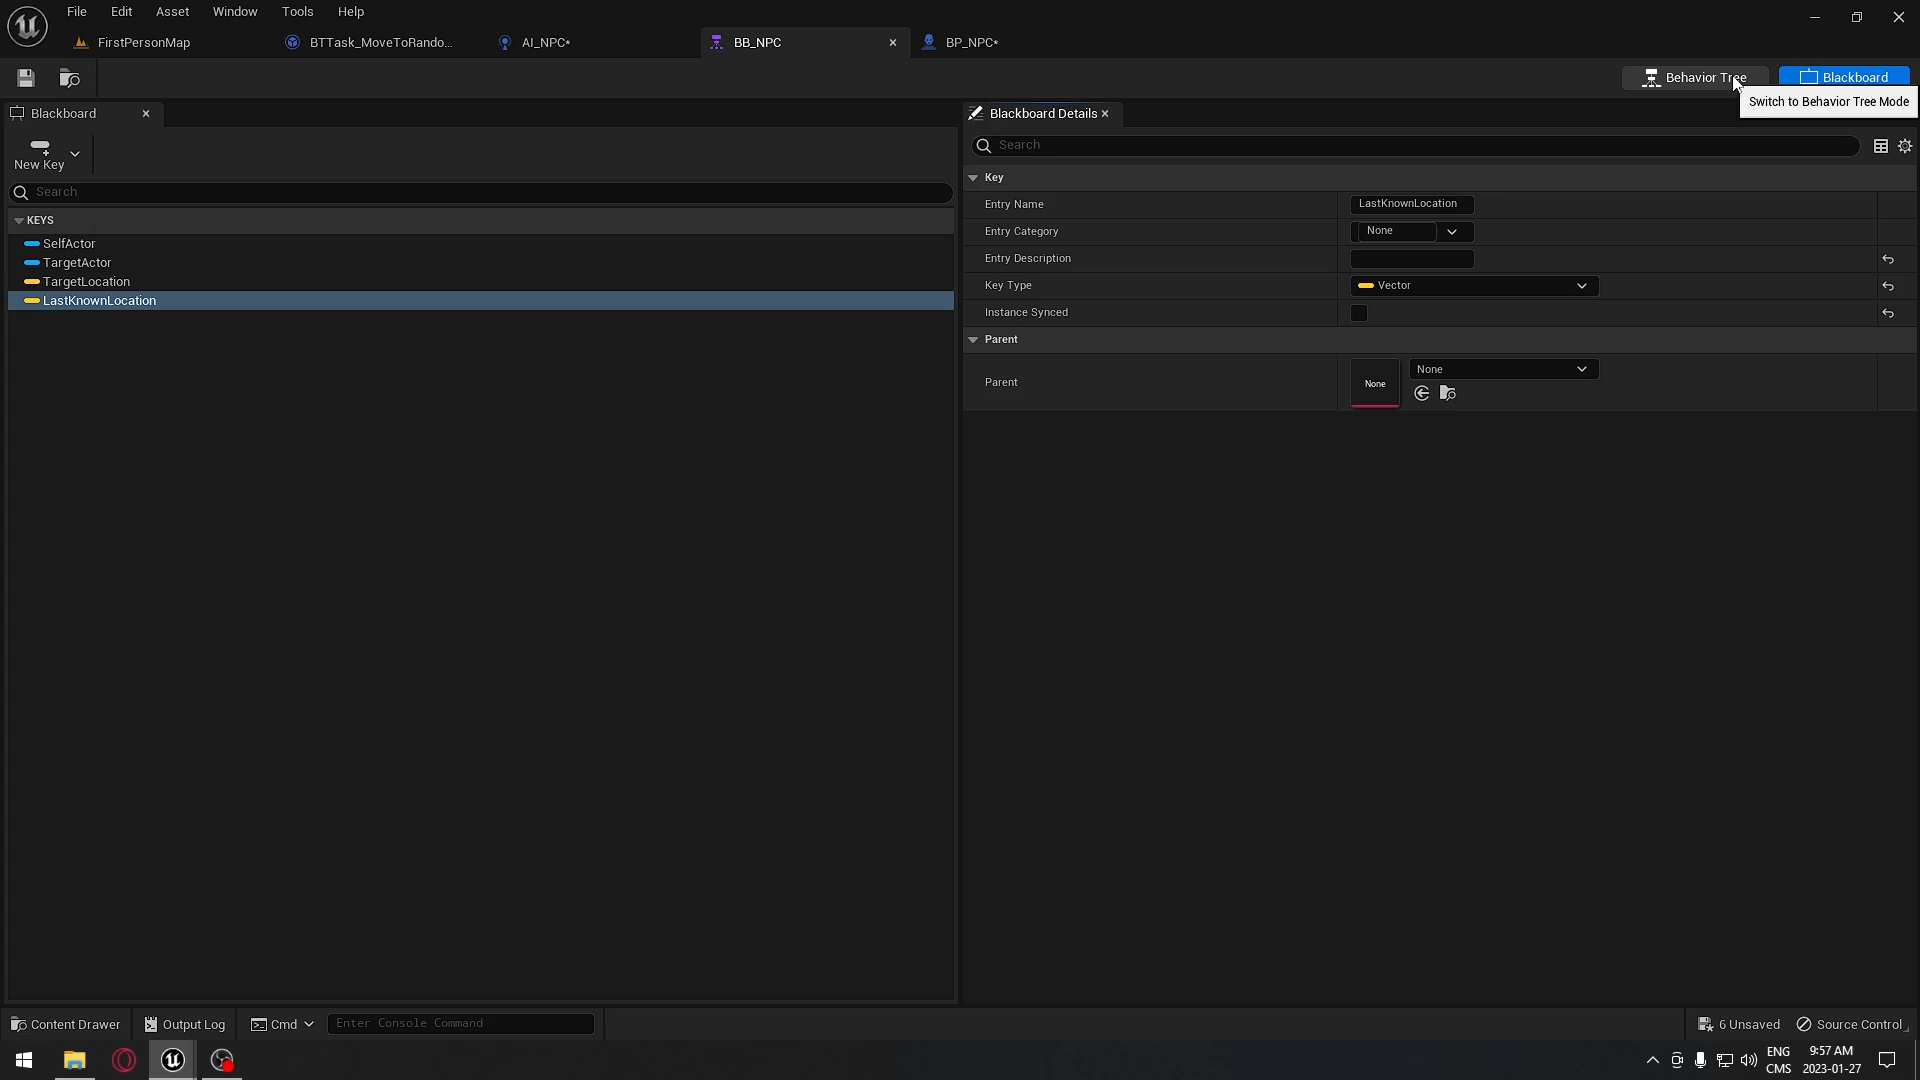 File Edit Asset Window Tools Help
FirstPersonMap BTTask_MoveToRando... AI_NPC* BB_NPC BP_NPC*
Behavior Tree Blackboard
Switch to Behavior Tree Mode
Blackboard
Blackboard Details
New Key
Search
Search
KEYS
SelfActor
TargetActor
TargetLocation
LastKnownLocation
Key
Entry Name LastKnownLocation
Entry Category None
Entry Description
Key Type Vector
Instance Synced
Parent
Parent None None
Content Drawer Output Log Cmd Enter Console Command 6 Unsaved Source Control
ENG 9:57 AM
CMS 2023-01-27